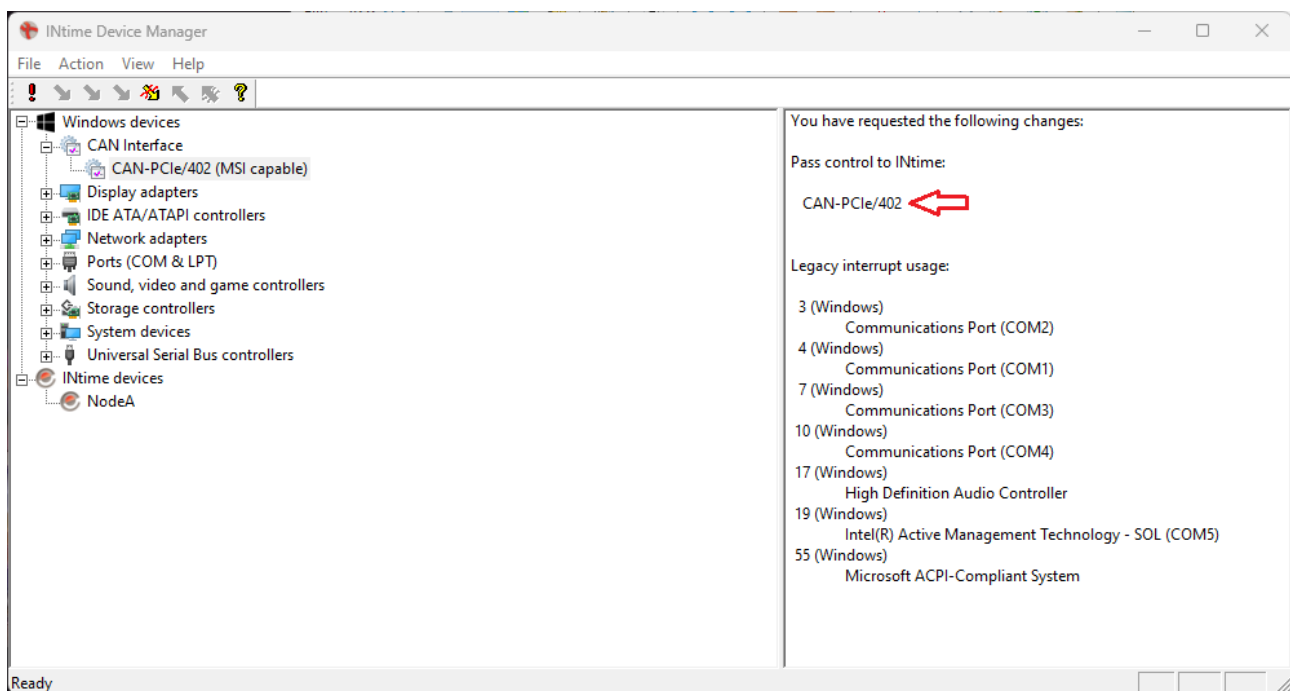 INtime Device Manager
File Action View Help
Windows devices
CAN Interface
CAN-PCIe/402 (MSI capable)
Display adapters
IDE ATA/ATAPI controllers
Network adapters
Ports (COM & LPT)
Sound, video and game controllers
Storage controllers
System devices
Universal Serial Bus controllers
INtime devices
NodeA
You have requested the following changes:
Pass control to INtime:
CAN-PCIe/402
Legacy interrupt usage:
3 (Windows)
Communications Port (COM2)
4 (Windows)
Communications Port (COM1)
7 (Windows)
Communications Port (COM3)
10 (Windows)
Communications Port (COM4)
17 (Windows)
High Definition Audio Controller
19 (Windows)
Intel(R) Active Management Technology - SOL (COM5)
55 (Windows)
Microsoft ACPI-Compliant System
Ready